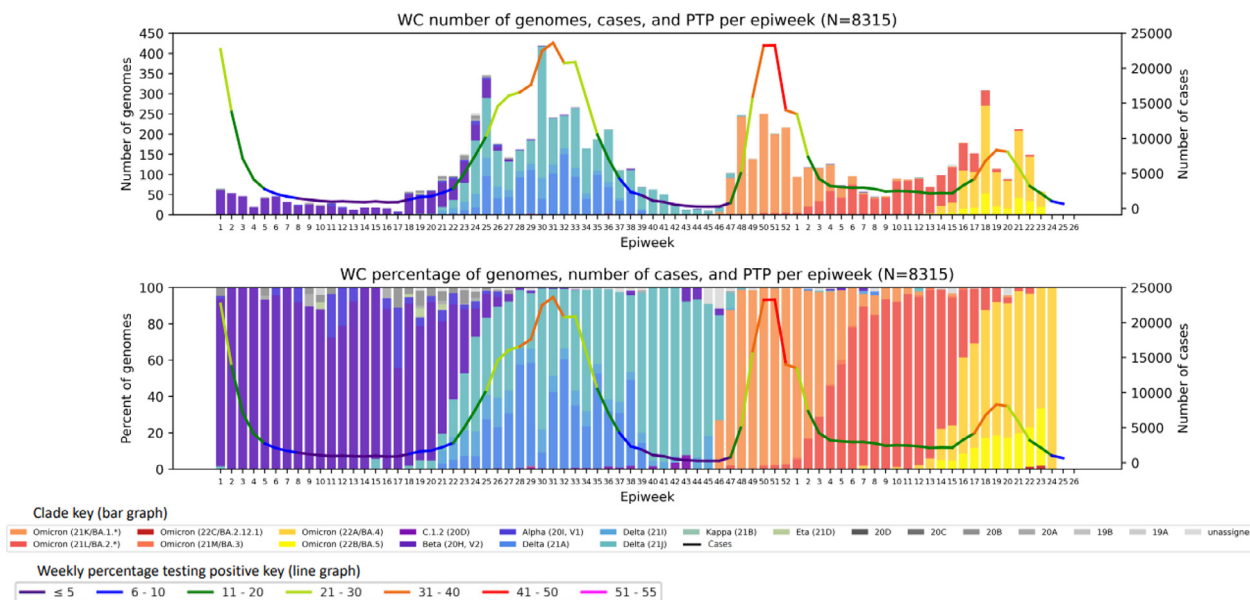 WC number of genomes, cases, and PTP per epiweek (N=8315)
450
400
350
300
250
200
150
100
50
0
Number of genomes
25000
20000
15000
10000
5000
0
Number of cases
1 2 3 4 5 6 7 8 9 10 11 12 13 14 15 16 17 18 19 20 21 22 23 24 25 26 27 28 29 30 31 32 33 34 35 36 37 38 39 40 41 42 43 44 45 46 47 48 49 50 51 52 1 2 3 4 5 6 7 8 9 10 11 12 13 14 15 16 17 18 19 20 21 22 23 24 25 26
Epiweek
WC percentage of genomes, number of cases, and PTP per epiweek (N=8315)
100
80
60
40
20
0
Percent of genomes
25000
20000
15000
10000
5000
0
Number of cases
1 2 3 4 5 6 7 8 9 10 11 12 13 14 15 16 17 18 19 20 21 22 23 24 25 26 27 28 29 30 31 32 33 34 35 36 37 38 39 40 41 42 43 44 45 46 47 48 49 50 51 52 1 2 3 4 5 6 7 8 9 10 11 12 13 14 15 16 17 18 19 20 21 22 23 24 25 26
Epiweek
Clade key (bar graph)
Omicron (21K/BA.1.*) Omicron (22C/BA.2.12.1) Omicron (22A/BA.4) C.1.2 (20D) Alpha (20I, V1) Delta (21I) Kappa (21B) Eta (21D) 20D 20C 20B 20A 19B 19A unassigne
Omicron (21L/BA.2.*) Omicron (21M/BA.3) Omicron (22B/BA.5) Beta (20H, V2) Delta (21A) Delta (21J) Cases
Weekly percentage testing positive key (line graph)
≤ 5 6 - 10 11 - 20 21 - 30 31 - 40 41 - 50 51 - 55